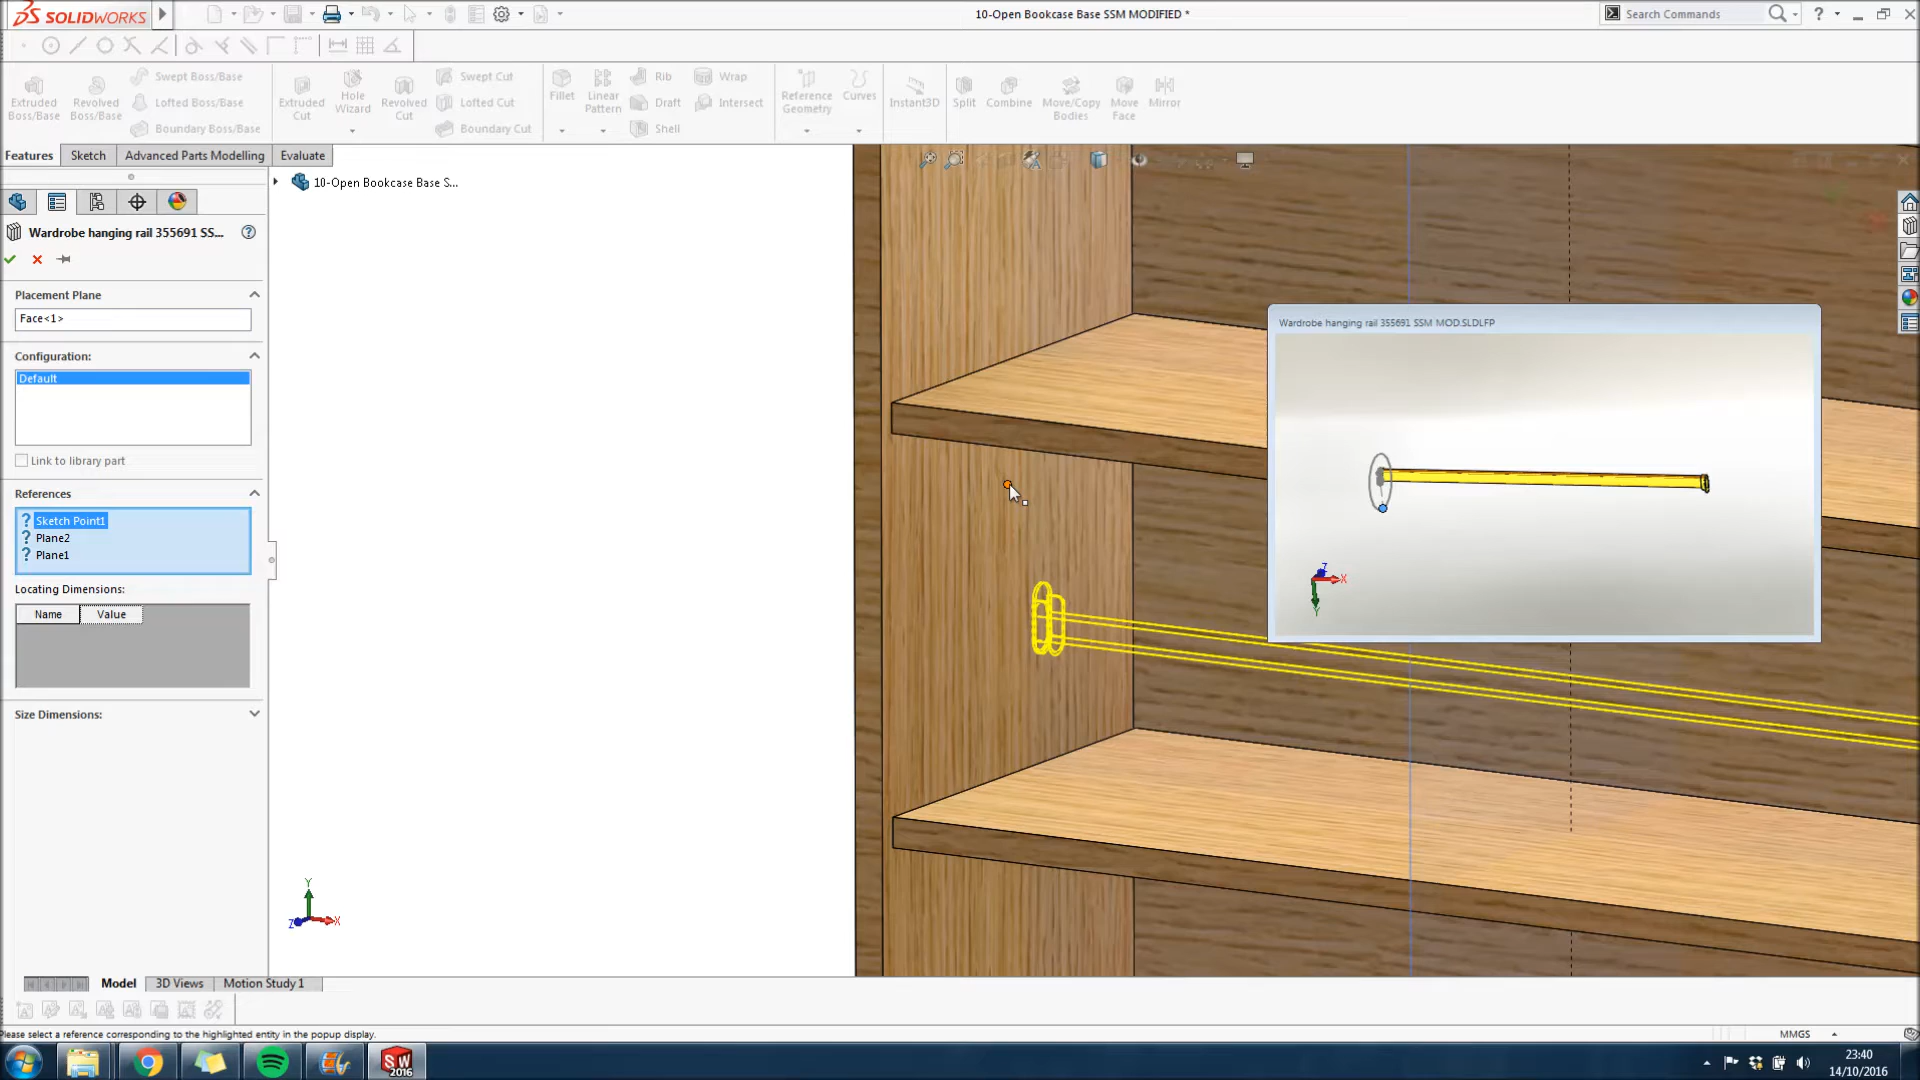 SOLIDWORKS
10-Open Bookcase Base SSM MODIFIED *
Search Commands
?
Extruded Boss/Base
Revolved Boss/Base
Swept Boss/Base
Lofted Boss/Base
Boundary Boss/Base
Extruded Cut
Hole Wizard
Revolved Cut
Swept Cut
Lofted Cut
Boundary Cut
Fillet
Linear Pattern
Rib
Draft
Shell
Wrap
Intersect
Reference Geometry
Curves
Instant3D
Split
Combine
Move/Copy Bodies
Move Face
Mirror
Features
Sketch
Advanced Parts Modelling
Evaluate
10-Open Bookcase Base S...
Wardrobe hanging rail 355691 SS...
?
Placement Plane
Face<1>
Configuration:
Default
Link to library part
References
? Sketch Point1
? Plane2
? Plane1
Locating Dimensions:
Name Value
Size Dimensions:
Wardrobe hanging rail 355691 SSM MOD.SLDLFP
Z
X
Y
Y
Z
X
Model
3D Views
Motion Study 1
Please select a reference corresponding to the highlighted entity in the popup display.
MMGS
SW
2016
23:40
14/10/2016